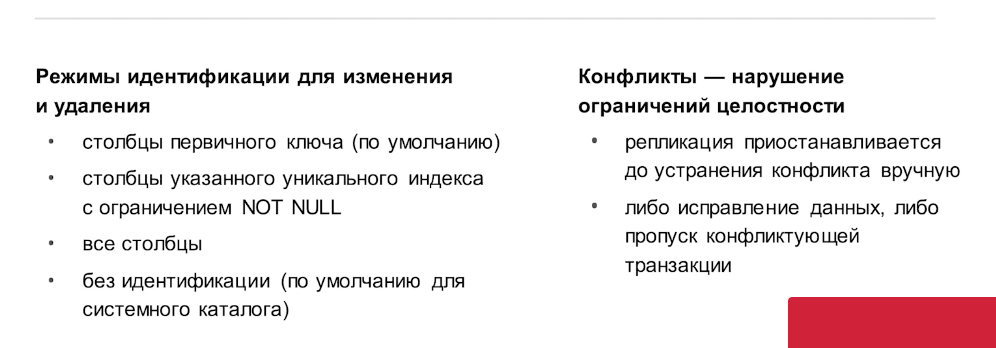 Режимы идентификации для изменения
и удаления
• столбцы первичного ключа (по умолчанию)
• столбцы указанного уникального индекса
с ограничением NOT NULL
• все столбцы
• без идентификации (по умолчанию для
системного каталога)
Конфликты — нарушение
ограничений целостности
• репликация приостанавливается
до устранения конфликта вручную
• либо исправление данных, либо
пропуск конфликтующей
транзакции